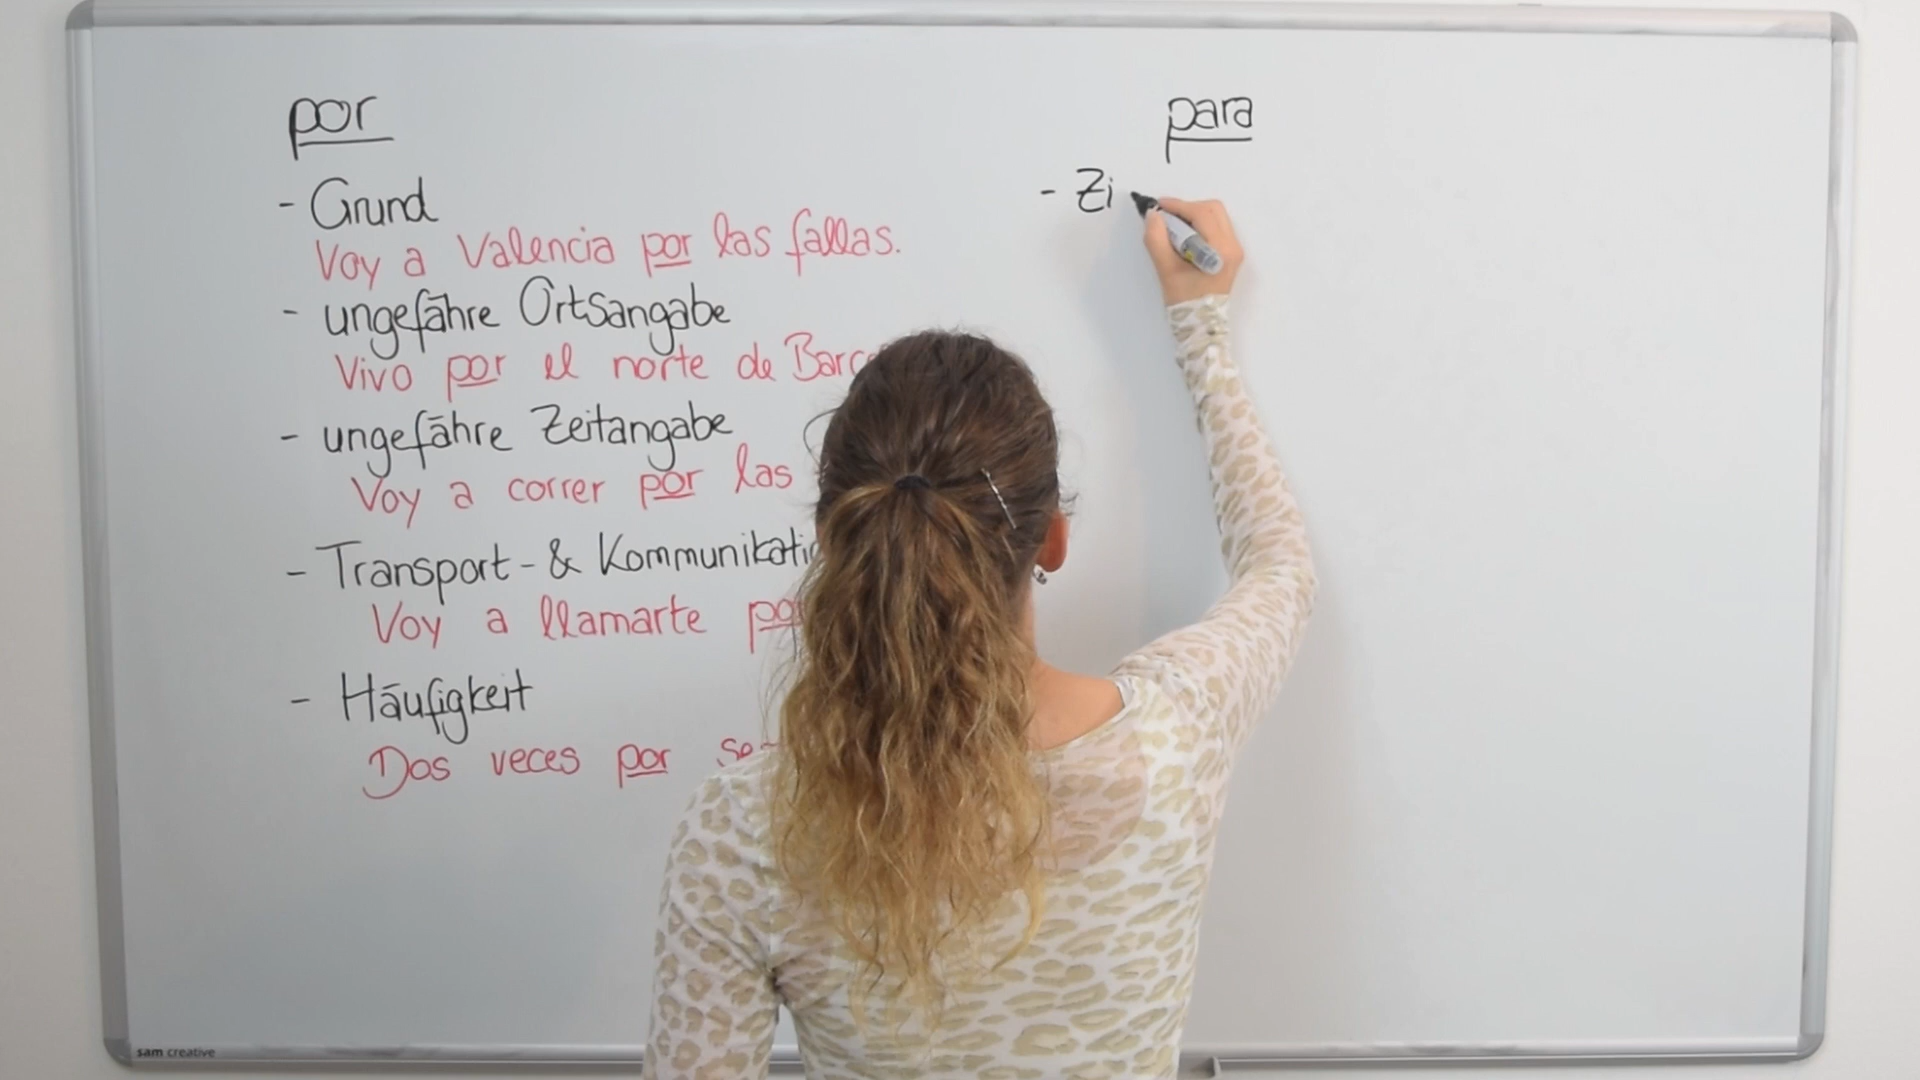 por
- Grund
Voy a Valencia por las fallas.
- ungefähre Ortsangabe
Vivo por el norte de
- ungefähre Zeitangabe
Voy a correr por las
- Transport- &
Voy a llamarte
- Häufigkeit
Dos veces por
para
- Zi
sam creative